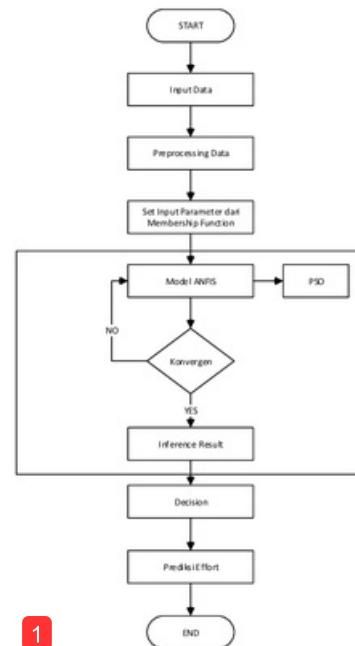 START
Input Data
Preprocessing Data
Set Input Parameter dari
Membership Function
Model ANFIS
PSO
NO
Konvergen
YES
Inference Result
Decision
Prediksi Effort
1
END